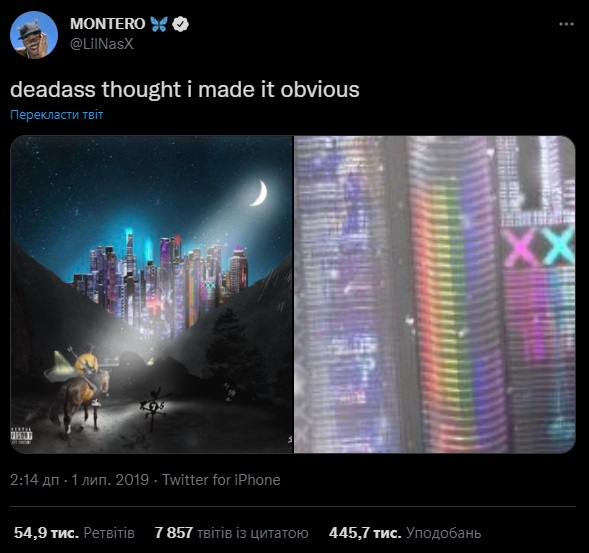 MONTERO
@LilNasX
deadass thought i made it obvious
Перекласти твіт
XX
2:14 дп · 1 лип. 2019 · Twitter for iPhone
54,9 тис. Ретвітів 7 857 твітів із цитатою 445,7 тис. Уподобань